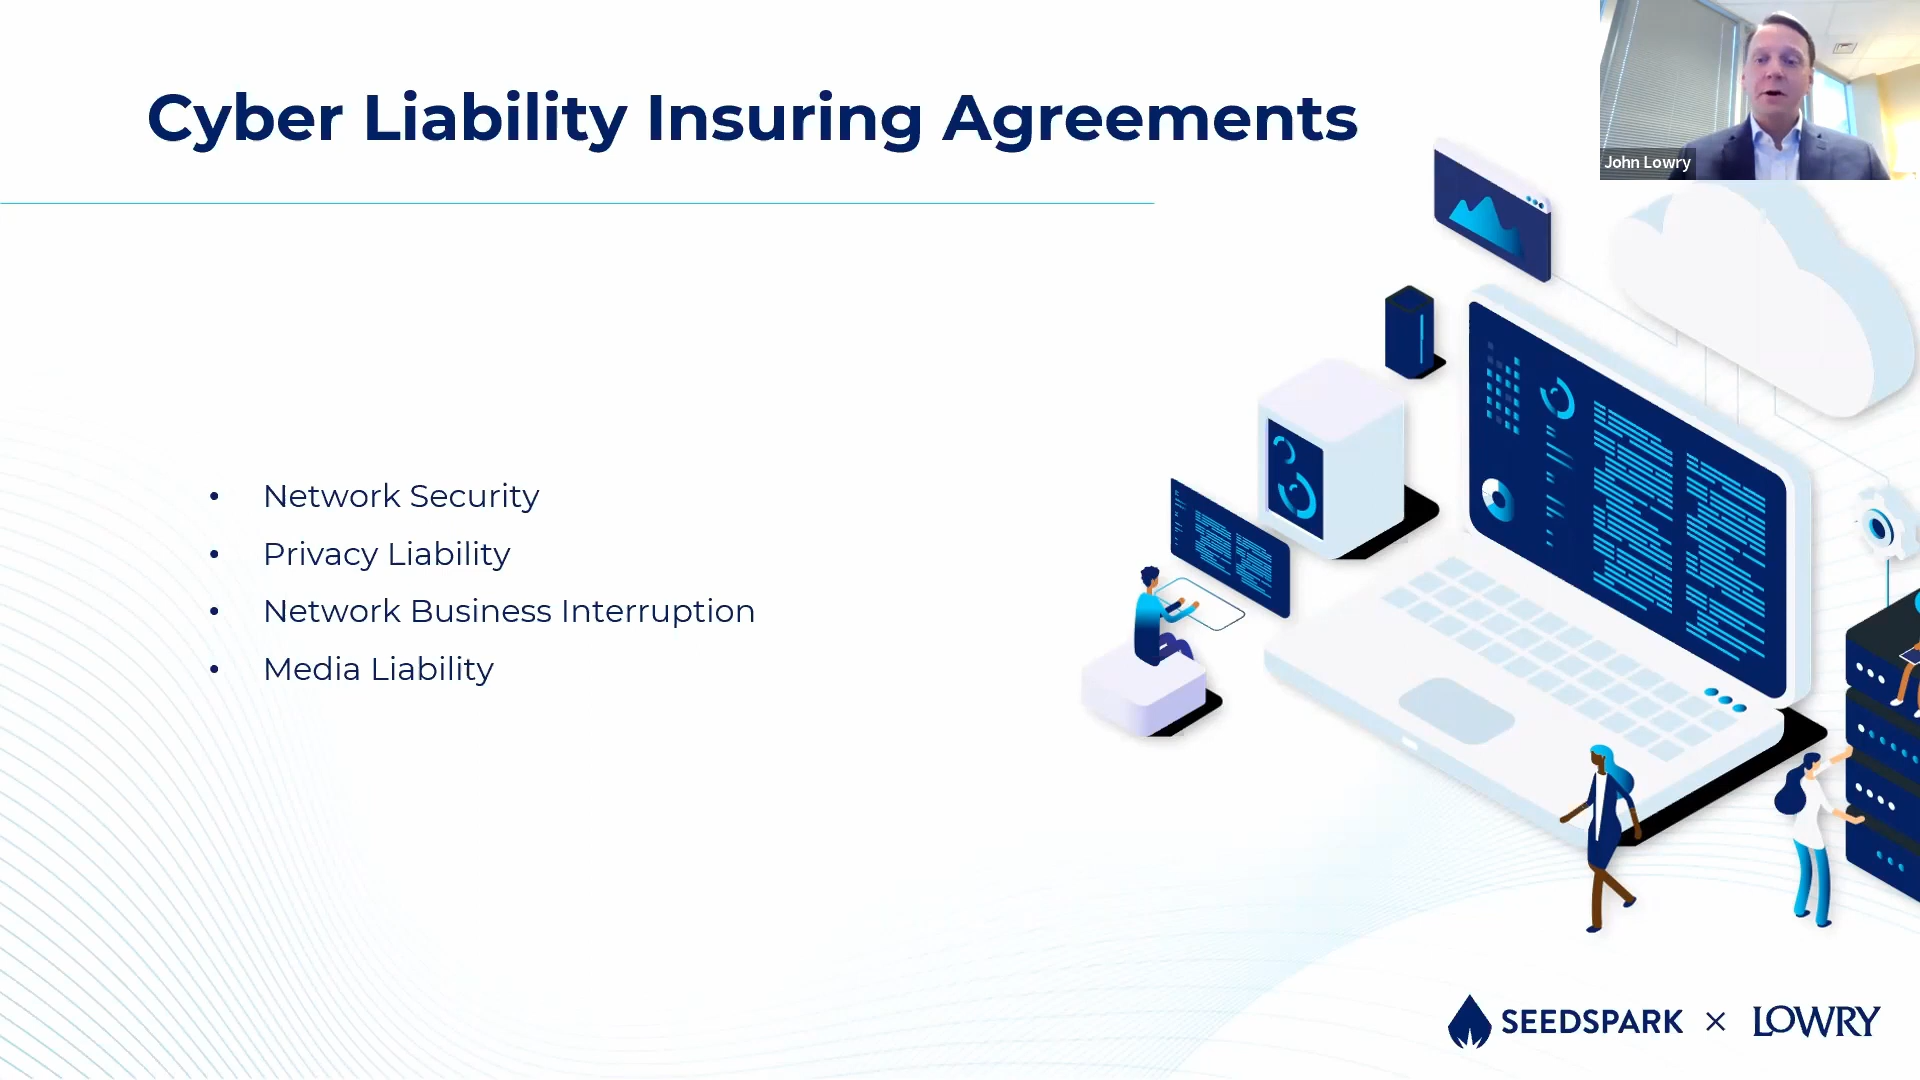 Cyber Liability Insuring Agreements
John Lowry
• Network Security
• Privacy Liability
• Network Business Interruption
• Media Liability
SEEDSPARK × LOWRY